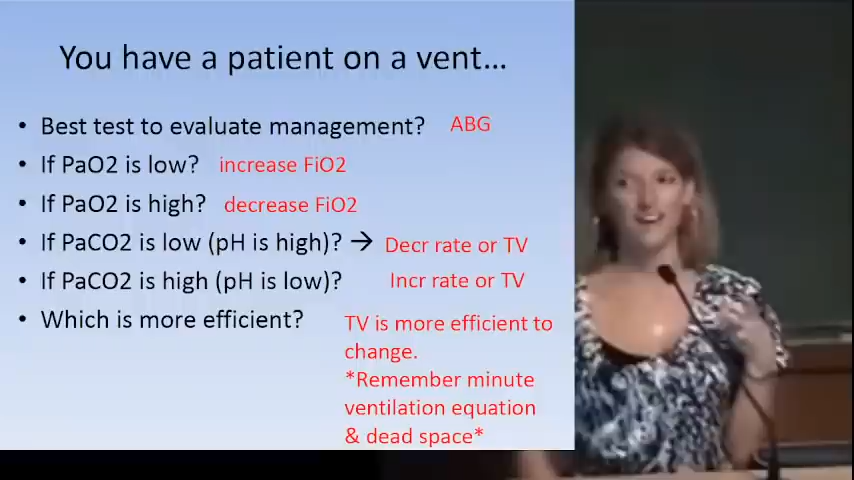 You have a patient on a vent...
• Best test to evaluate management? ABG
• If PaO2 is low? increase FiO2
• If PaO2 is high? decrease FiO2
• If PaCO2 is low (pH is high)? → Decr rate or TV
• If PaCO2 is high (pH is low)? Incr rate or TV
• Which is more efficient? TV is more efficient to
change.
*Remember minute
ventilation equation
& dead space*